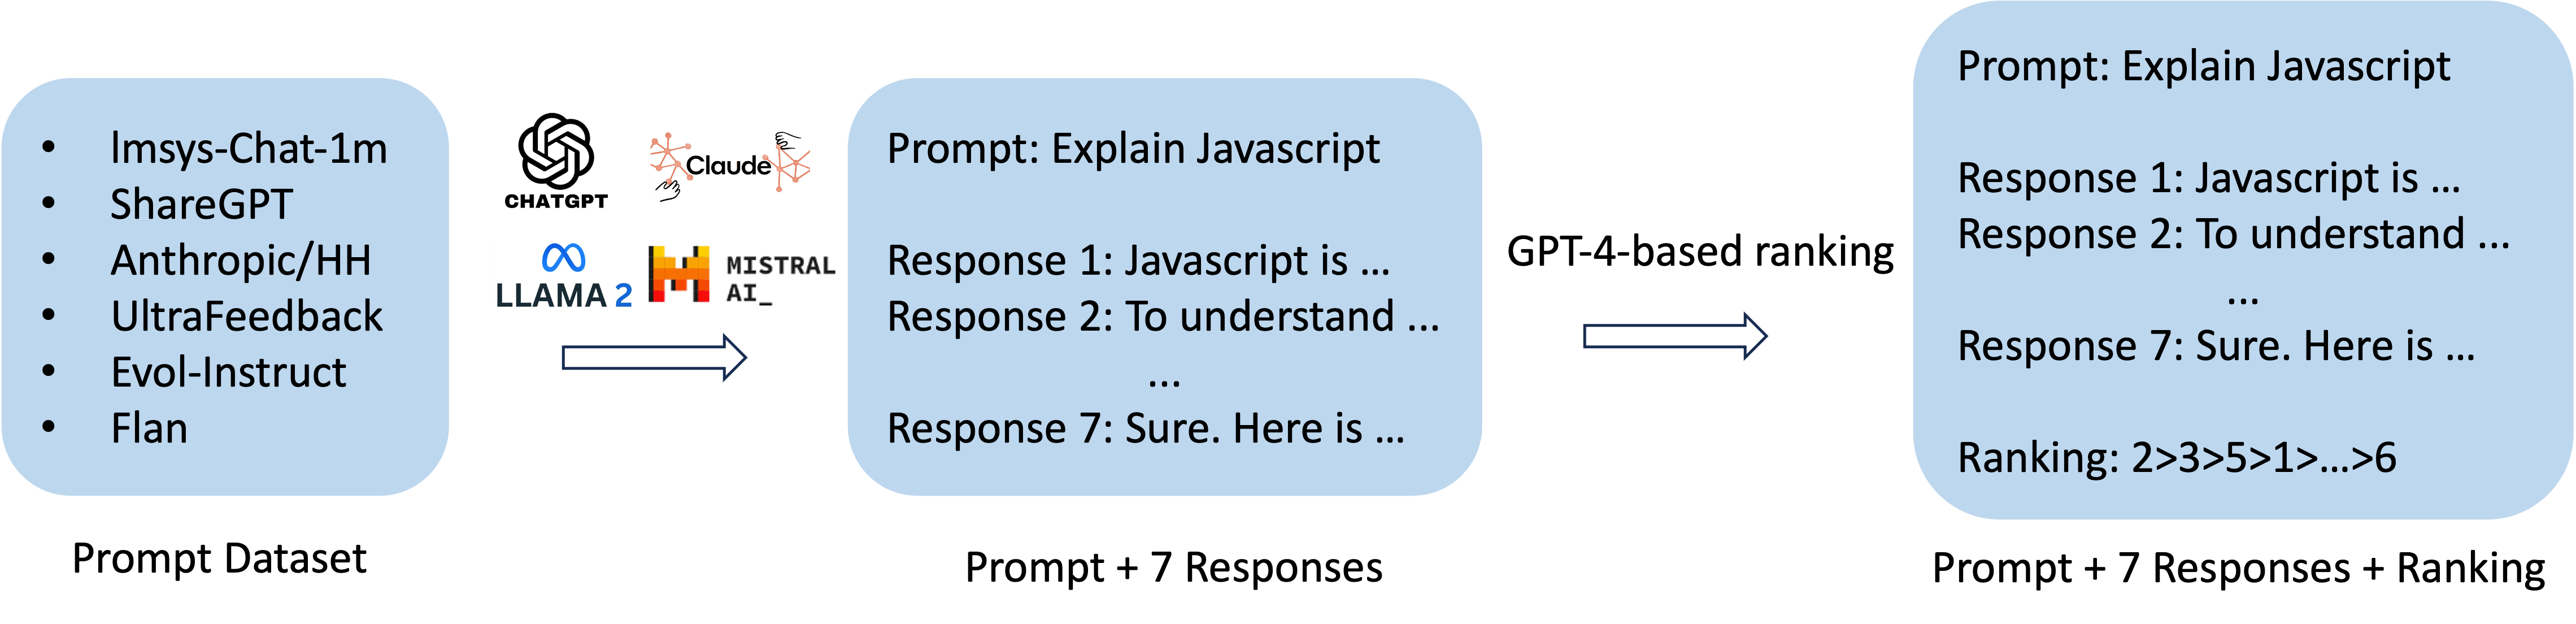 • lmsys-Chat-1m
• ShareGPT
• Anthropic/HH
• UltraFeedback
• Evol-Instruct
• Flan
Prompt Dataset
CHATGPT
Claude
LLAMA 2
MISTRAL
AI_
Prompt: Explain Javascript
Response 1: Javascript is ...
Response 2: To understand ...
...
Response 7: Sure. Here is ...
Prompt + 7 Responses
GPT-4-based ranking
Prompt: Explain Javascript
Response 1: Javascript is ...
Response 2: To understand ...
...
Response 7: Sure. Here is ...
Ranking: 2>3>5>1>...>6
Prompt + 7 Responses + Ranking